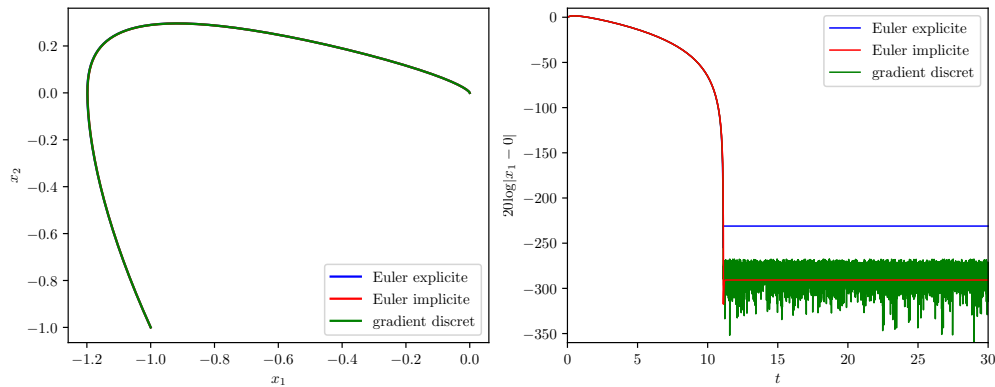 0.2
0.0
−0.2
−0.4
−0.6
−0.8
−1.0
x₂
−1.2 −1.0 −0.8 −0.6 −0.4 −0.2 0.0
x₁
Euler explicite
Euler implicite
gradient discret
0
−50
−100
−150
−200
−250
−300
−350
20log|x₁ − 0|
0 5 10 15 20 25 30
t
Euler explicite
Euler implicite
gradient discret